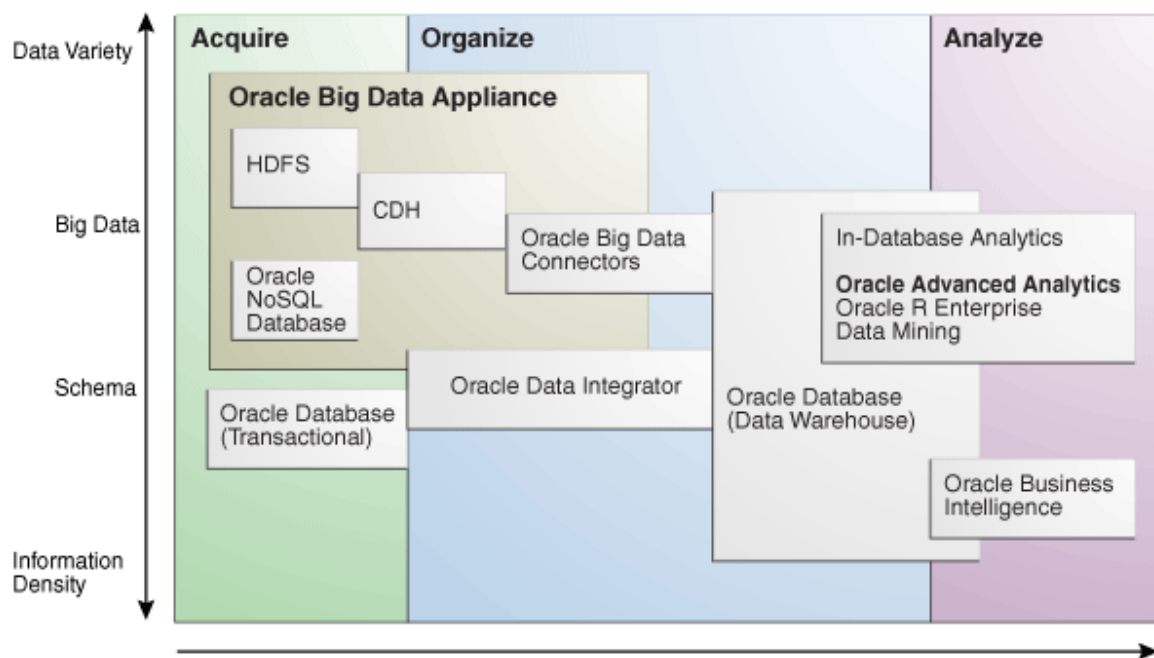 Data Variety
Acquire
Organize
Analyze
Oracle Big Data Appliance
HDFS
CDH
Big Data
Oracle Big Data
Connectors
In-Database Analytics
Oracle Advanced Analytics
Oracle R Enterprise
Data Mining
Oracle
NoSQL
Database
Schema
Oracle Data Integrator
Oracle Database
(Transactional)
Oracle Database
(Data Warehouse)
Oracle Business
Intelligence
Information
Density